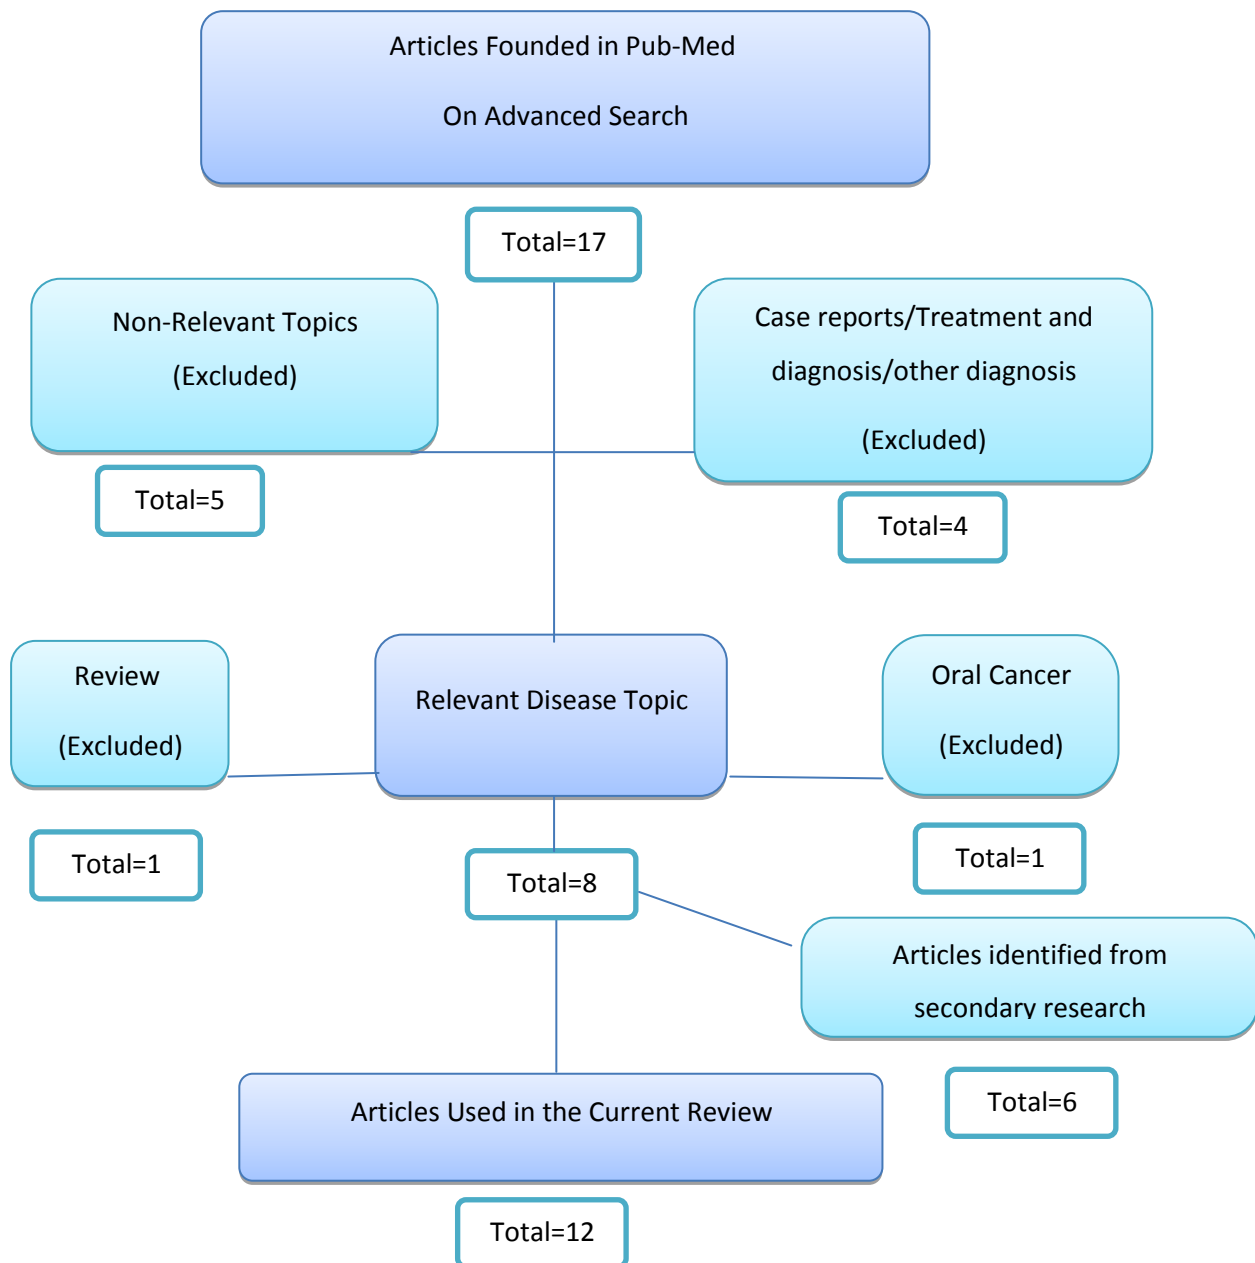 Articles Founded in Pub-Med
On Advanced Search
Total=17
Non-Relevant Topics
(Excluded)
Total=5
Case reports/Treatment and
diagnosis/other diagnosis
(Excluded)
Total=4
Review
(Excluded)
Total=1
Relevant Disease Topic
Total=8
Oral Cancer
(Excluded)
Total=1
Articles identified from
secondary research
Total=6
Articles Used in the Current Review
Total=12